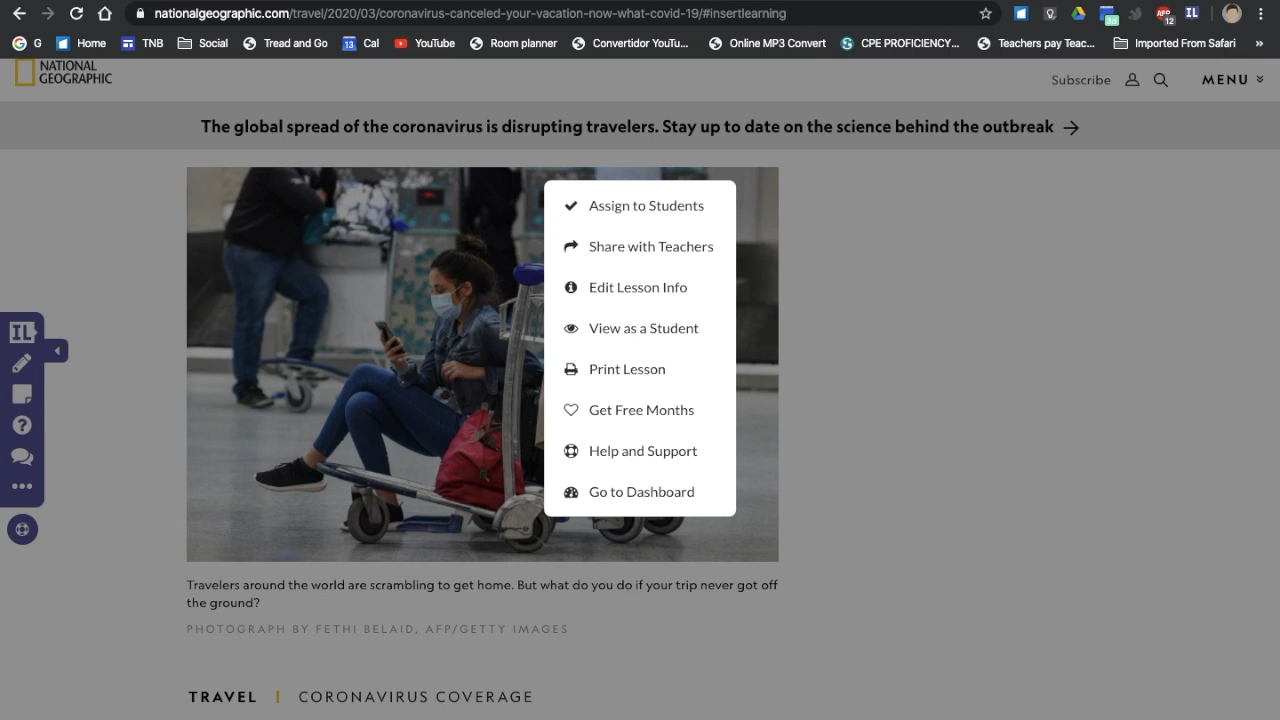 nationalgeographic.com/travel/2020/03/coronavirus-canceled-your-vacation-now-what-covid-19/#insertlearning
3d
ABP
12
IL
G
Home
TNB
Social
Tread and Go
13
Cal
YouTube
Room planner
Convertidor YouTu...
Online MP3 Convert
CPE PROFICIENCY...
Teachers pay Teac...
Imported From Safari
»
NATIONAL
GEOGRAPHIC
Subscribe
MENU
The global spread of the coronavirus is disrupting travelers. Stay up to date on the science behind the outbreak →
IL
Assign to Students
Share with Teachers
Edit Lesson Info
View as a Student
Print Lesson
Get Free Months
Help and Support
Go to Dashboard
Travelers around the world are scrambling to get home. But what do you do if your trip never got off
the ground?
PHOTOGRAPH BY FETHI BELAID, AFP/GETTY IMAGES
TRAVEL | CORONAVIRUS COVERAGE